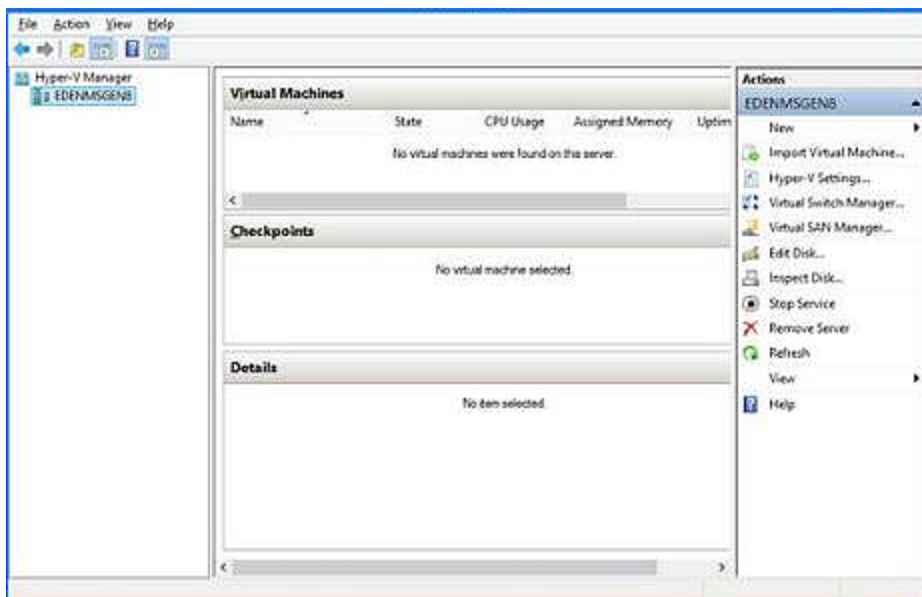 File Action View Help
Hyper-V Manager
EDENMSGEN8
Virtual Machines
Name State CPU Usage Assigned Memory Uptim
No virtual machines were found on this server.
Checkpoints
No virtual machine selected.
Details
No item selected.
Actions
EDENMSGEN8
New
Import Virtual Machine...
Hyper-V Settings...
Virtual Switch Manager...
Virtual SAN Manager...
Edit Disk...
Inspect Disk...
Stop Service
Remove Server
Refresh
View
Help